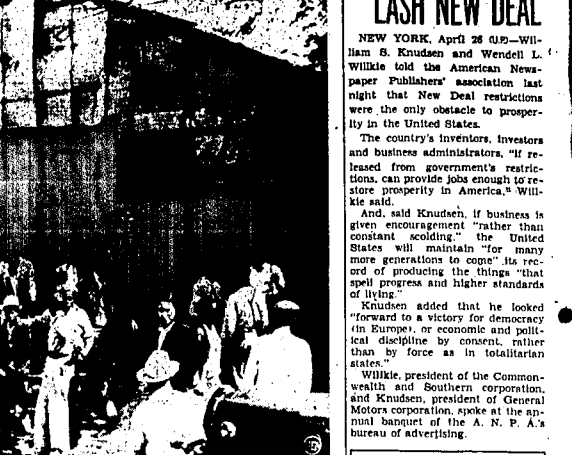 LASH NEW DEAL
NEW YORK, April 26 (U.P.)—Wil-
liam S. Knudsen and Wendell L.
Willkie told the American News-
paper Publishers' association last
night that New Deal restrictions
were the only obstacle to prosper-
ity in the United States.
The country's inventors, investors
and business administrators, "if re-
leased from government's restric-
tions, can provide jobs enough to re-
store prosperity in America," Will-
kie said.
And, said Knudsen, if business is
given encouragement "rather than
constant scolding," the United
States will maintain "for many
more generations to come" its rec-
ord of producing the things "that
spell progress and higher standards
of living."
Knudsen added that he looked
"forward to a victory for democracy
(in Europe), or economic and polit-
ical discipline by consent, rather
than by force as in totalitarian
states."
Willkie, president of the Common-
wealth and Southern corporation,
and Knudsen, president of General
Motors corporation, spoke at the an-
nual banquet of the A. N. P. A.'s
bureau of advertising.